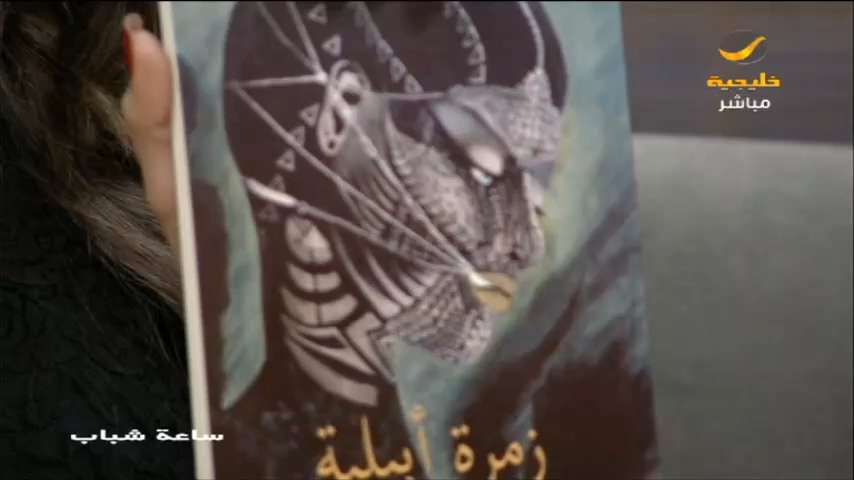 خليجية
مباشر
ساعة شباب
زمرة أبيلية